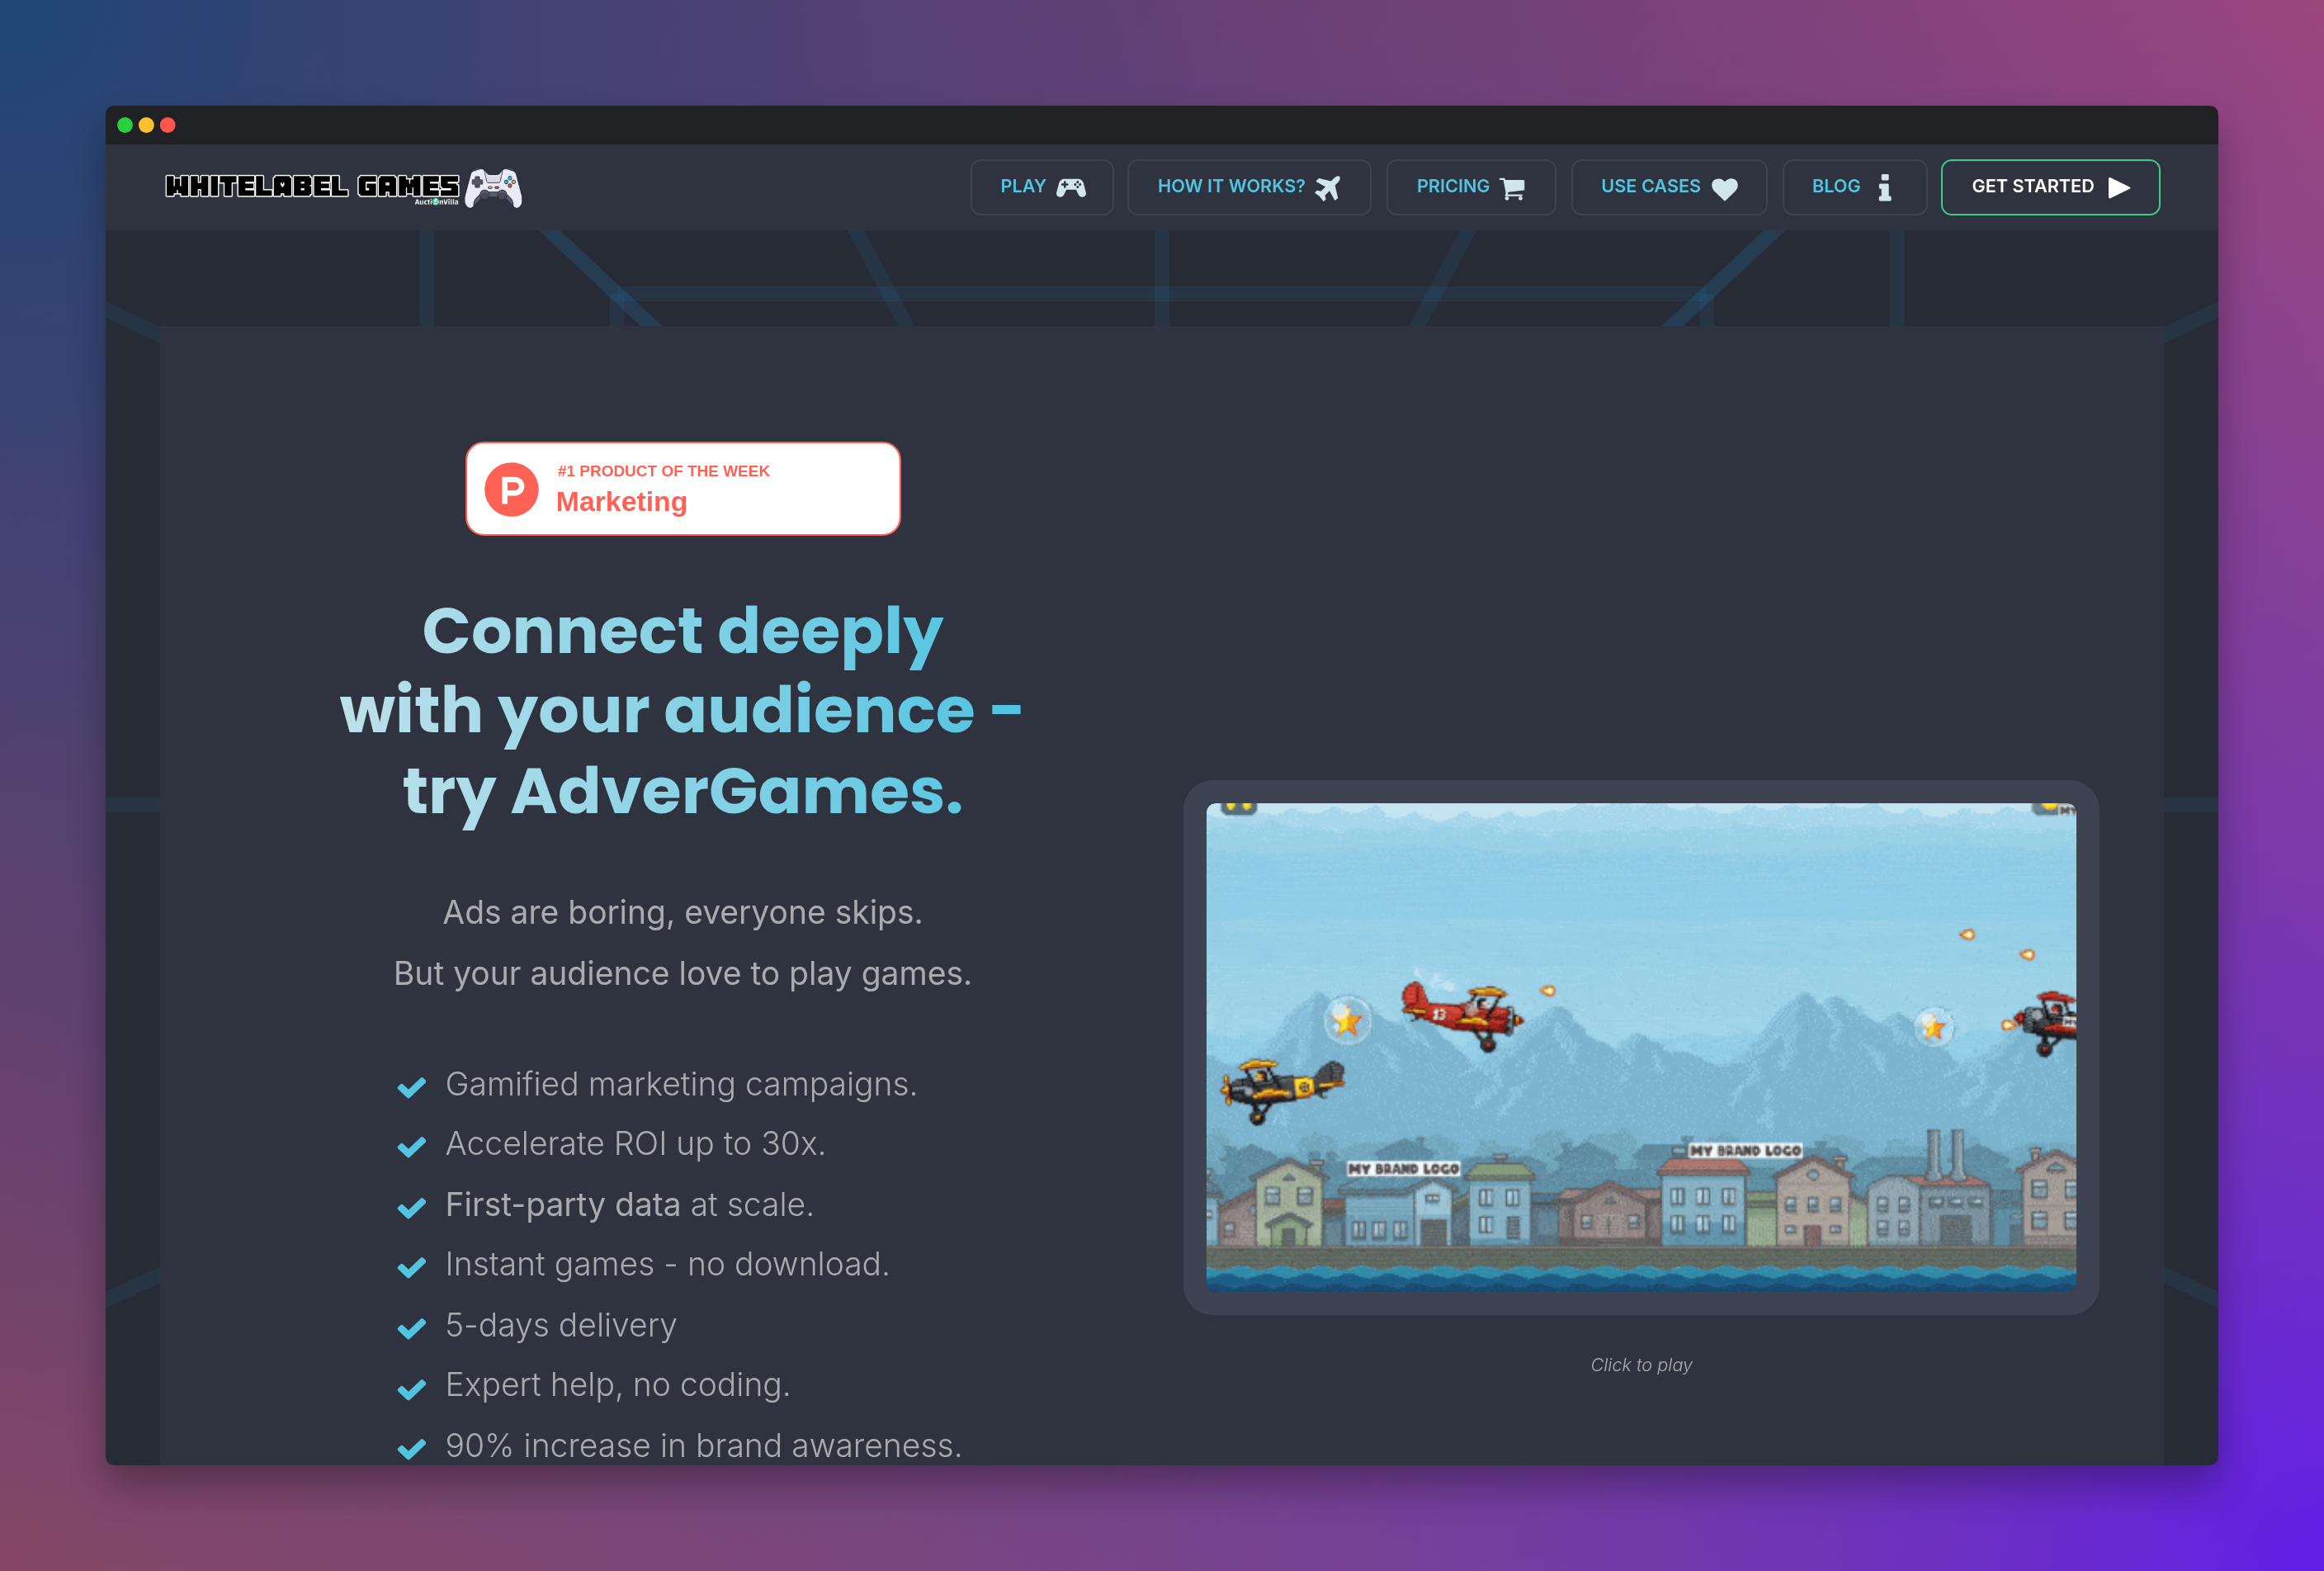 WHITELABEL GAMES
AuctionVilla
PLAY
HOW IT WORKS?
PRICING
USE CASES
BLOG
GET STARTED
#1 PRODUCT OF THE WEEK
Marketing
Connect deeply
with your audience -
try AdverGames.
Ads are boring, everyone skips.
But your audience love to play games.
Gamified marketing campaigns.
Accelerate ROI up to 30x.
First-party data at scale.
Instant games - no download.
5-days delivery
Expert help, no coding.
90% increase in brand awareness.
MY
13
MY
MY BRAND LOGO
MY BRAND LOGO
Click to play